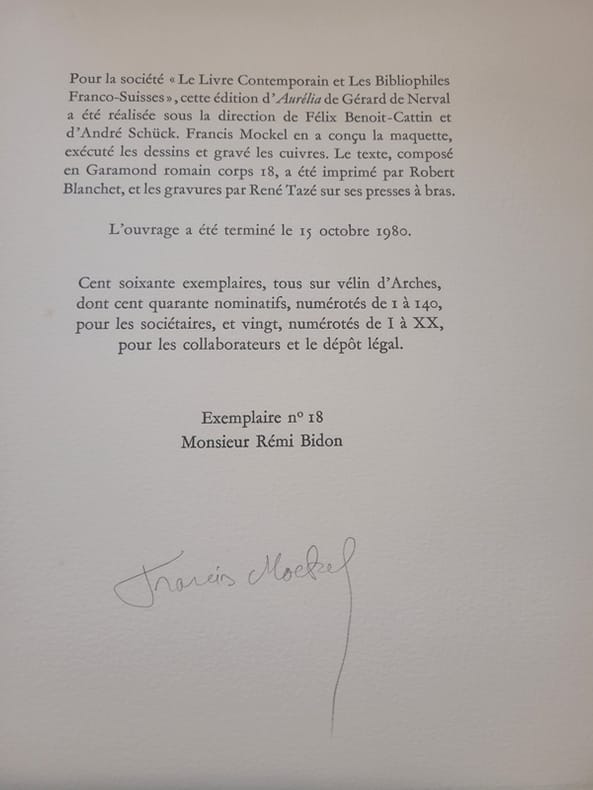 Pour la société « Le Livre Contemporain et Les Bibliophiles
Franco-Suisses », cette édition d'Aurélia de Gérard de Nerval
a été réalisée sous la direction de Félix Benoit-Cattin et
d'André Schück. Francis Mockel en a conçu la maquette,
exécuté les dessins et gravé les cuivres. Le texte, composé
en Garamond romain corps 18, a été imprimé par Robert
Blanchet, et les gravures par René Tazé sur ses presses à bras.
L'ouvrage a été terminé le 15 octobre 1980.
Cent soixante exemplaires, tous sur vélin d'Arches,
dont cent quarante nominatifs, numérotés de 1 à 140,
pour les sociétaires, et vingt, numérotés de I à XX,
pour les collaborateurs et le dépôt légal.
Exemplaire nº 18
Monsieur Rémi Bidon
Francis Mockel